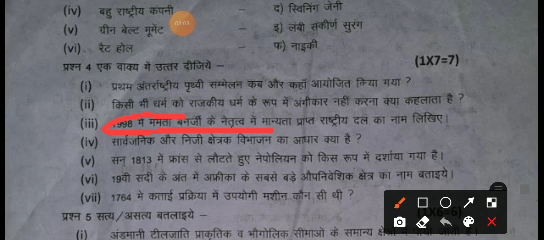 (iv) बहु राष्ट्रीय कंपनी – द) स्पिनिंग जेनी
(v) ग्रीन बेल्ट मूमेंट – इ) लंबी संकीर्ण सुरंग
(vi) रैट होल – फ) नाइकी
प्रश्न 4 एक वाक्य में उत्तर दीजिये – (1X7=7)
(i) प्रथम अंतर्राष्ट्रीय पृथ्वी सम्मेलन कब और कहाँ आयोजित किया गया ?
(ii) किसी भी धर्म को राजकीय धर्म के रूप में अंगीकार नहीं करना क्या कहलाता है ?
(iii) 1998 में ममता बनर्जी के नेतृत्व में मान्यता प्राप्त राष्ट्रीय दल का नाम लिखिए।
(iv) सार्वजनिक और निजी क्षेत्रक विभाजन का आधार क्या है ?
(v) सन् 1813 में फ्रांस से लौटते हुए नेपोलियन को किस रूप में दर्शाया गया है।
(vi) 19वीं सदी के अंत में अफ्रीका के सबसे बड़े औपनिवेशिक क्षेत्र का नाम बताइये।
(vii) 1764 में कताई प्रक्रिया में उपयोगी मशीन कौन सी थी ?
प्रश्न 5 सत्य/असत्य बतलाइये –
(i) अंडमानी टीलजाति प्राकृतिक व भौगोलिक सीमाओं के समान्य